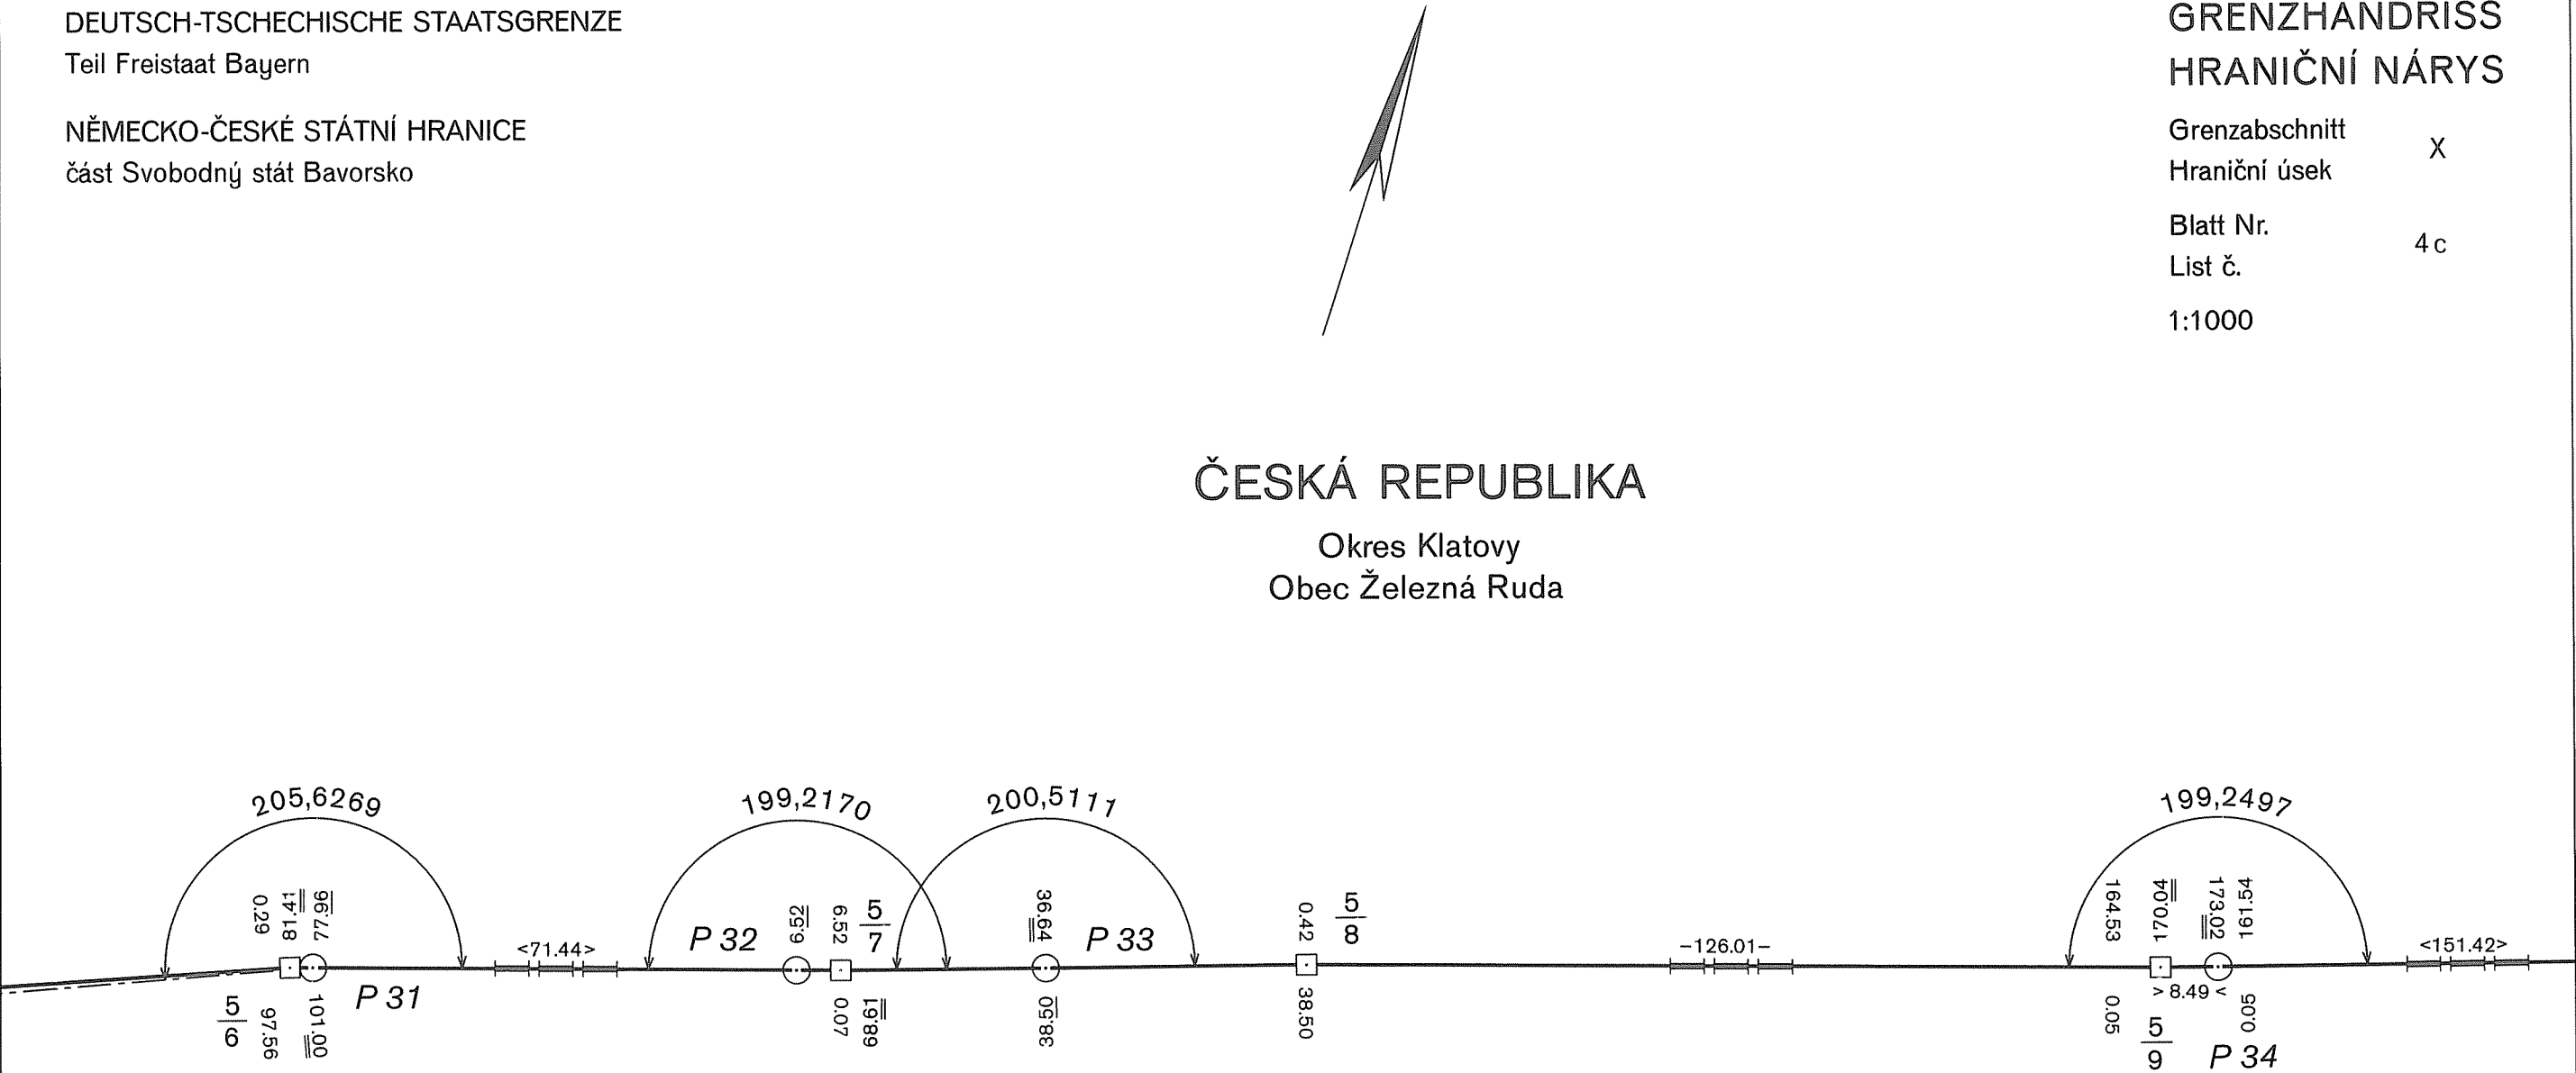 DEUTSCH-TSCHECHISCHE STAATSGRENZE
Teil Freistaat Bayern
NĚMECKO-ČESKÉ STÁTNÍ HRANICE
část Svobodný stát Bavorsko
GRENZHANDRISS
HRANIČNÍ NÁRYS
Grenzabschnitt
Hraniční úsek
X
Blatt Nr.
List č.
4c
1:1000
ČESKÁ REPUBLIKA
Okres Klatovy
Obec Železná Ruda
205,6269
199,2170
200,5111
199,2497
0.29
81.41
77.96
<71.44>
P 32
6.52
6.52
5
7
36.64
P 33
0.42
5
8
-126.01-
164.53
170.04
173.02
161.54
<151.42>
5
6
97.56
101.00
P 31
0.07
19.89
38.50
38.50
0.05
> 8.49 <
5
9
0.05
P 34